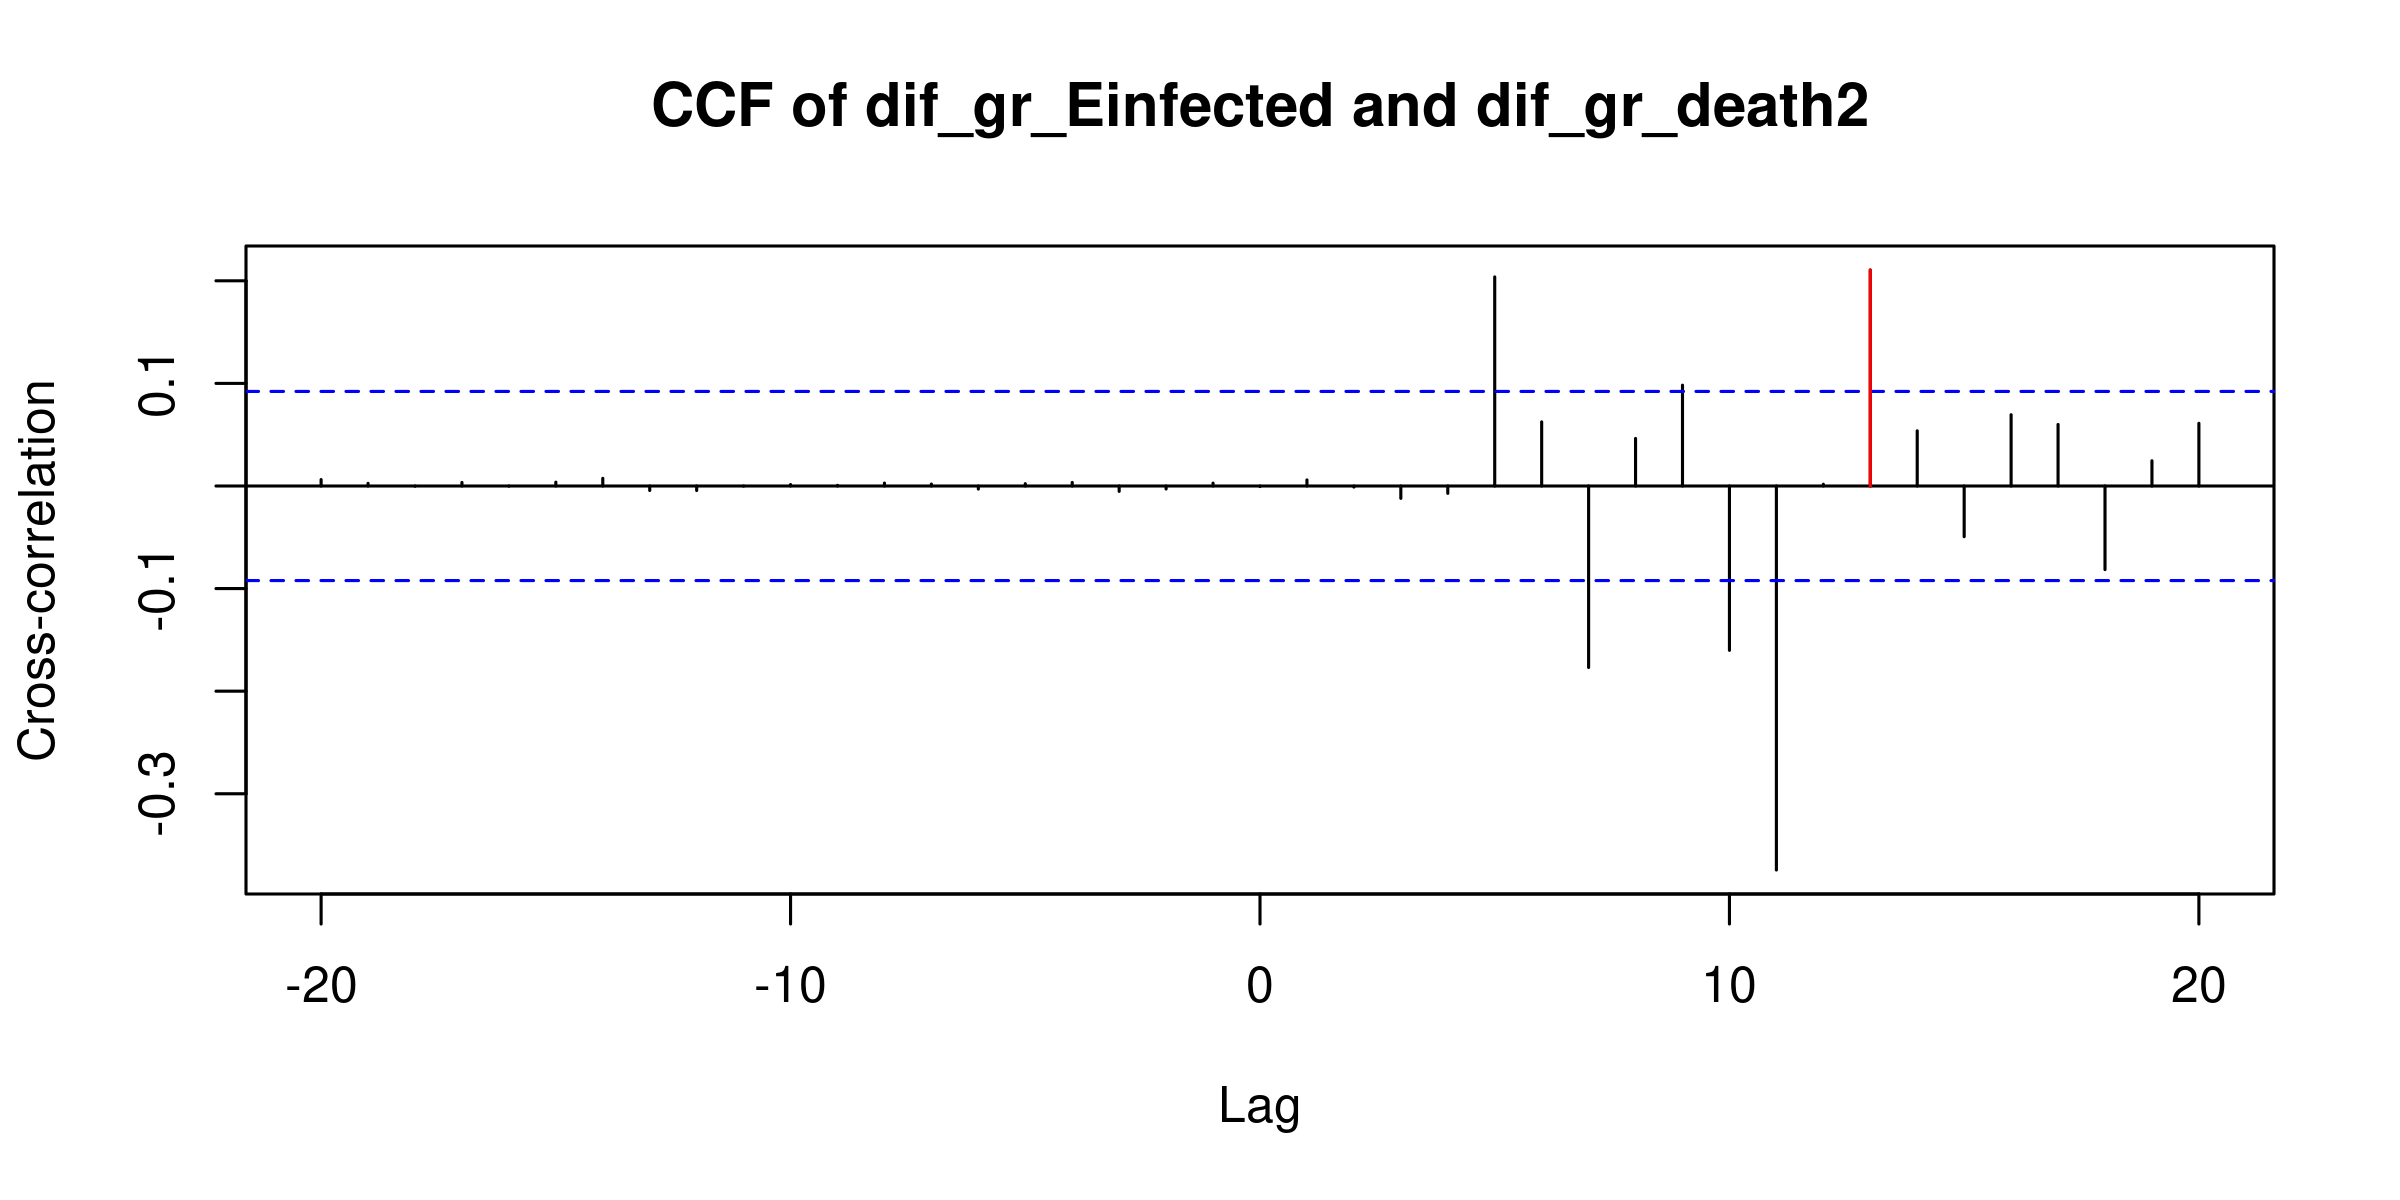 CCF of dif_gr_Einfected and dif_gr_death2
Cross-correlation
0.1
-0.1
-0.3
-20 -10 0 10 20
Lag